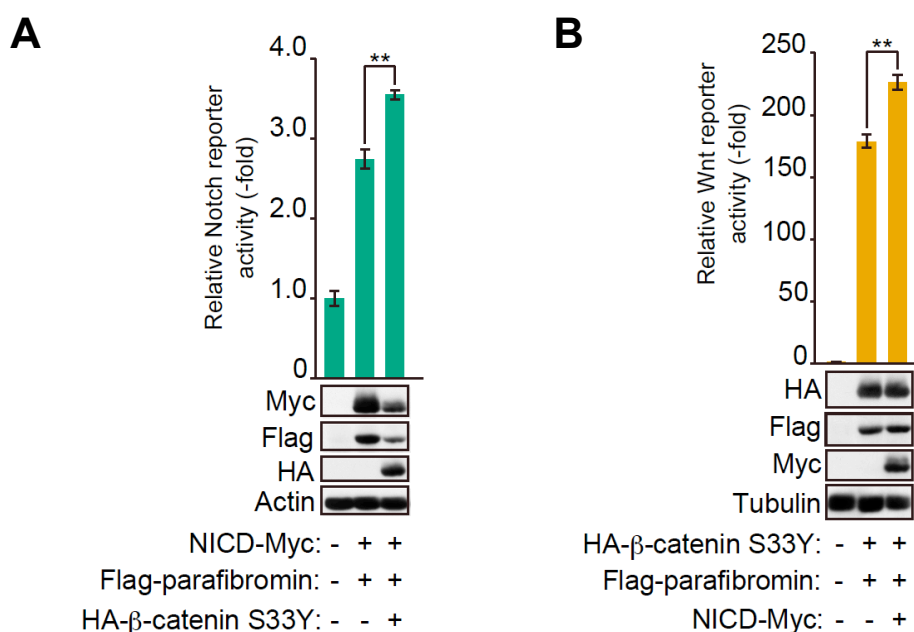 A
Relative Notch reporter
activity (-fold)
4.0
3.0
2.0
1.0
0
**
Myc
Flag
HA
Actin
NICD-Myc: - + +
Flag-parafibromin: - + +
HA-β-catenin S33Y: - - +
B
Relative Wnt reporter
activity (-fold)
250
200
150
100
50
0
**
HA
Flag
Myc
Tubulin
HA-β-catenin S33Y: - + +
Flag-parafibromin: - + +
NICD-Myc: - - +